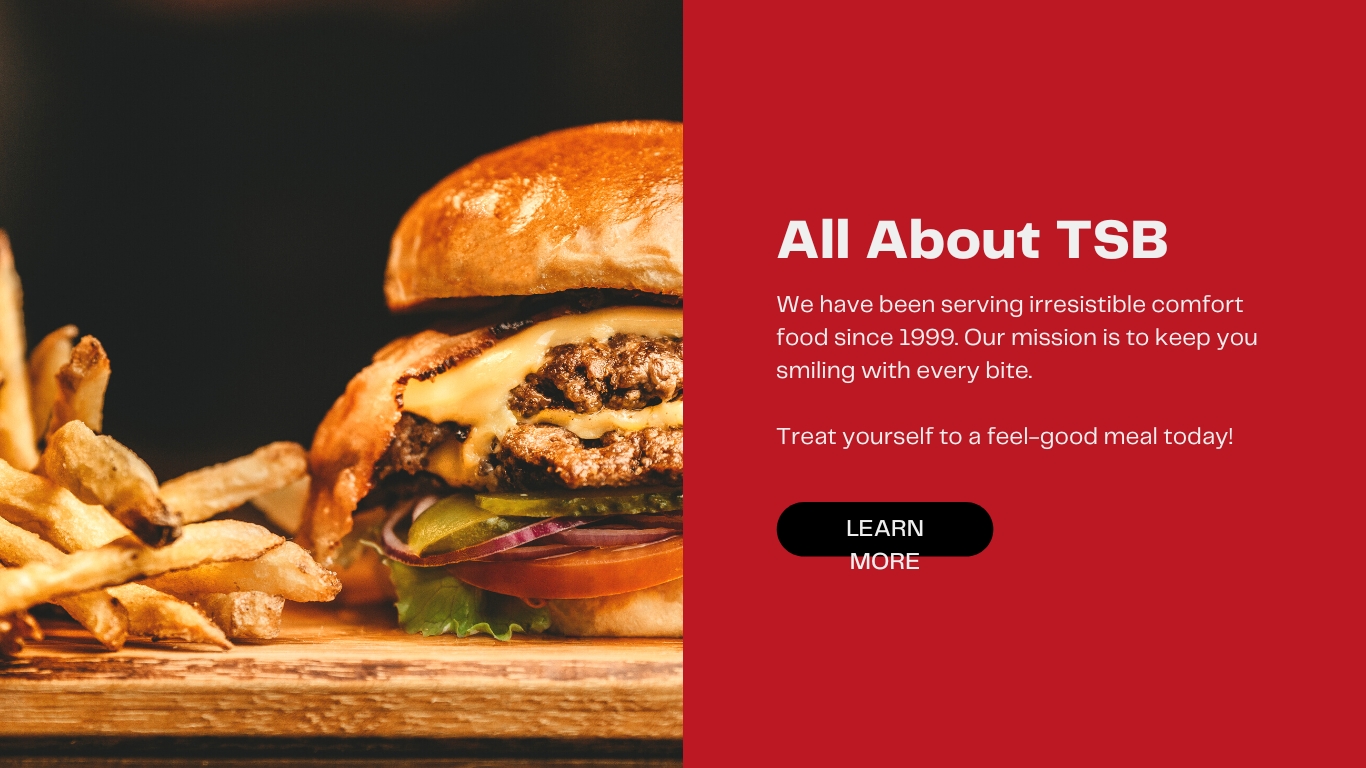 All About TSB
We have been serving irresistible comfort
food since 1999. Our mission is to keep you
smiling with every bite.
Treat yourself to a feel-good meal today!
LEARN
MORE